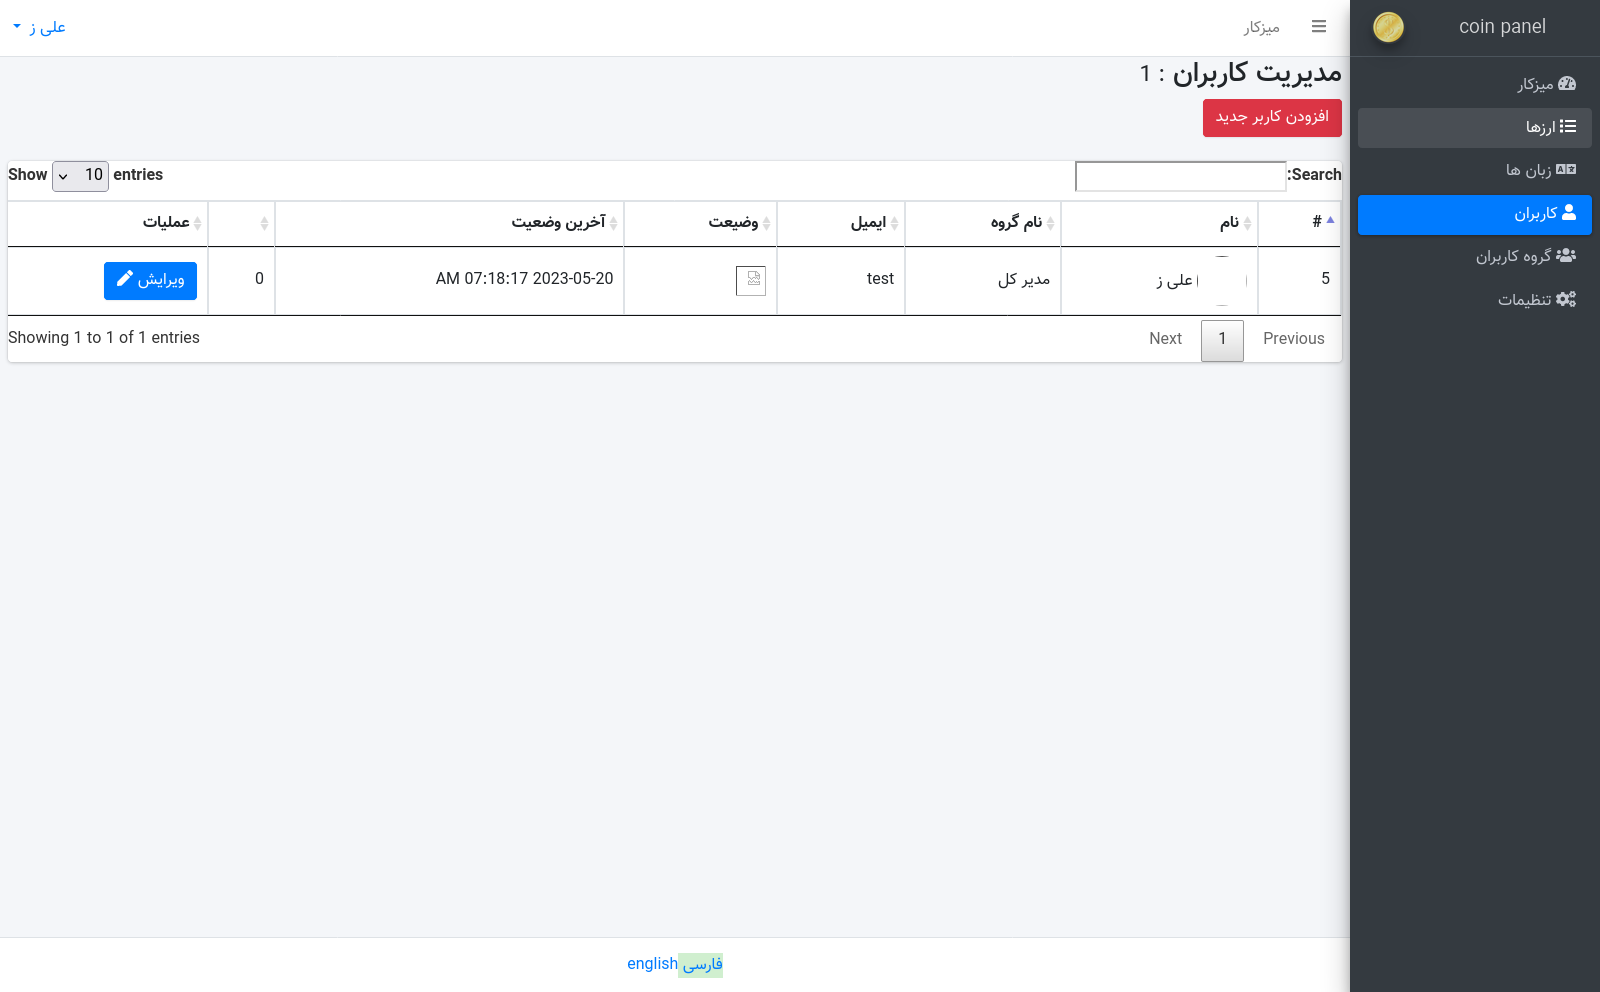 coin panel
میزکار
ارزها
زبان ها
کاربران
گروه کاربران
تنظیمات
میزکار
علی ز
مدیریت کاربران : 1
افزودن کاربر جدید
Search:
Show 10 entries
# نام نام گروه ایمیل وضیعت آخرین وضعیت عملیات
5 علی ز مدیر کل test AM 07:18:17 2023-05-20 0 ویرایش
Previous 1 Next
Showing 1 to 1 of 1 entries
فارسی english